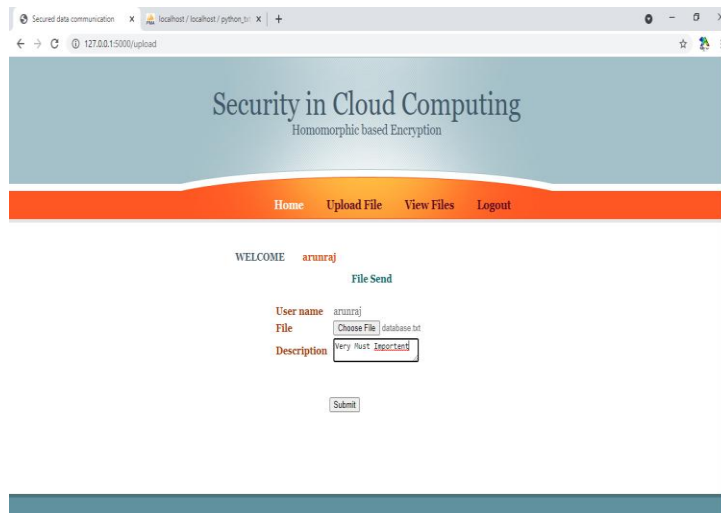 Secured data communication
localhost / localhost / python_
127.0.0.1:5000/upload
Security in Cloud Computing
Homomorphic based Encryption
Home Upload File View Files Logout
WELCOME arunraj
File Send
User name arunraj
File Choose File database.txt
Description Very Must Importent
Submit